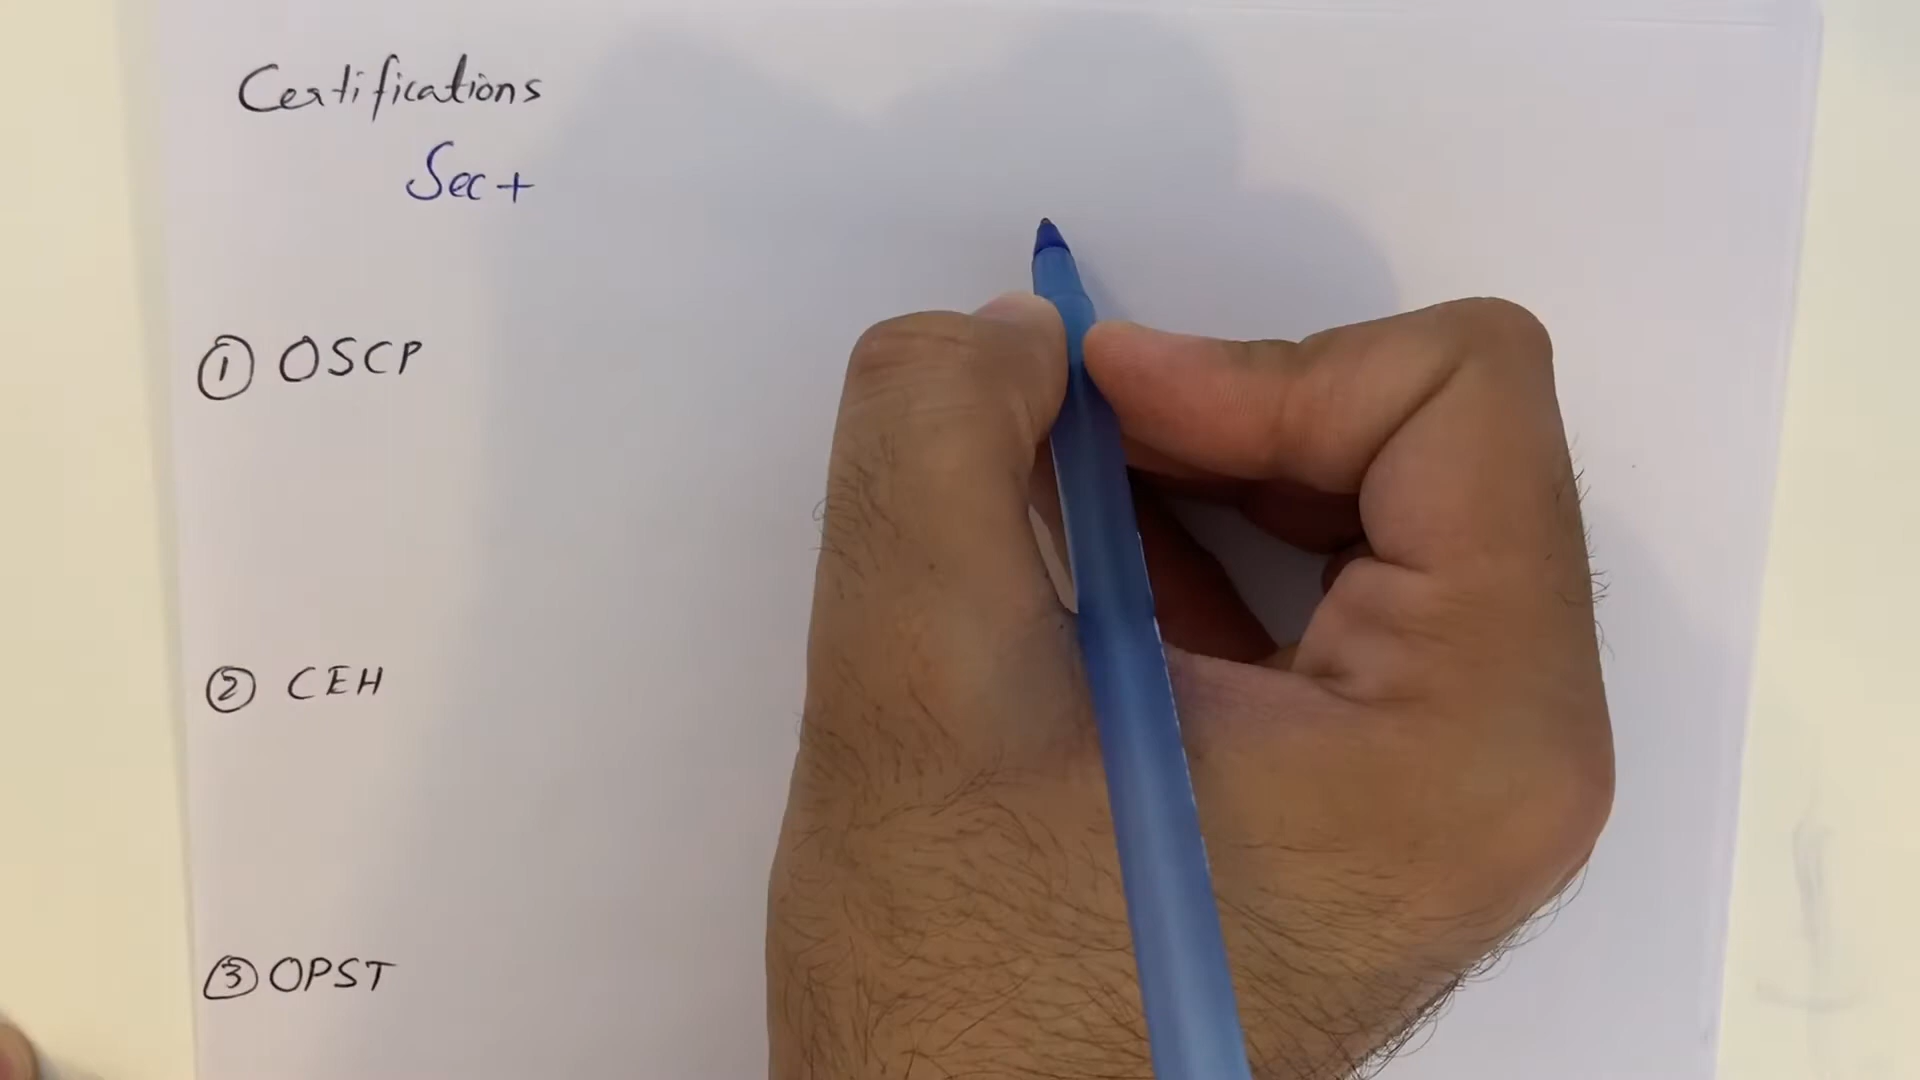 Certifications
Sec+
① OSCP
② CEH
③ OPST